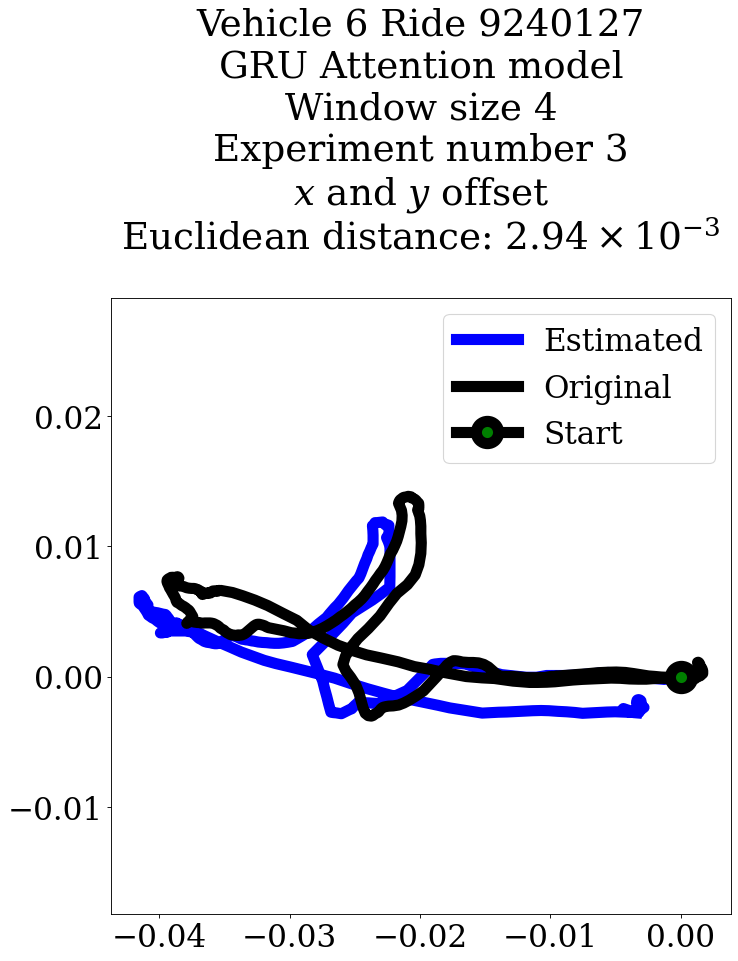 Vehicle 6 Ride 9240127
GRU Attention model
Window size 4
Experiment number 3
x and y offset
Euclidean distance: 2.94 × 10⁻³
Estimated
Original
Start
0.02
0.01
0.00
−0.01
−0.04 −0.03 −0.02 −0.01 0.00